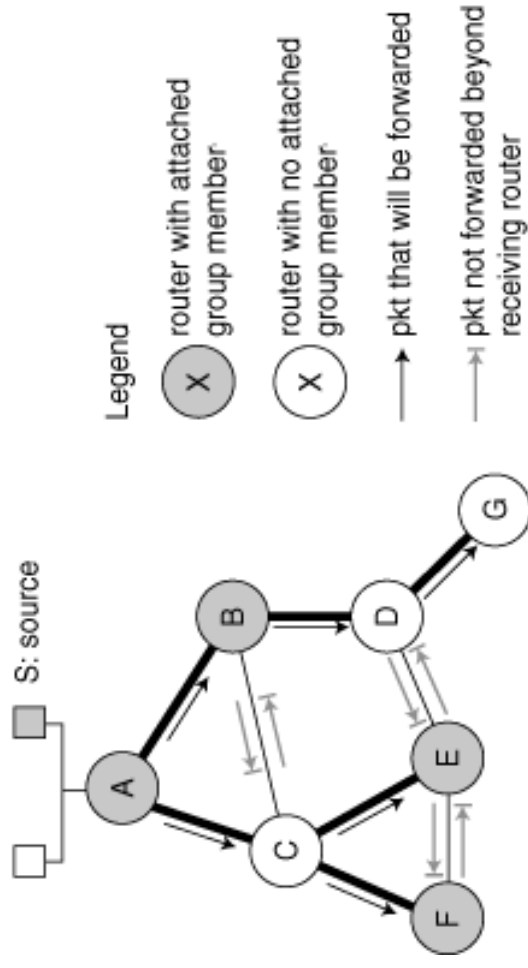 S: source
A
B
C
D
E
F
G
Legend
X
router with attached
group member
X
router with no attached
group member
pkt that will be forwarded
pkt not forwarded beyond
receiving router